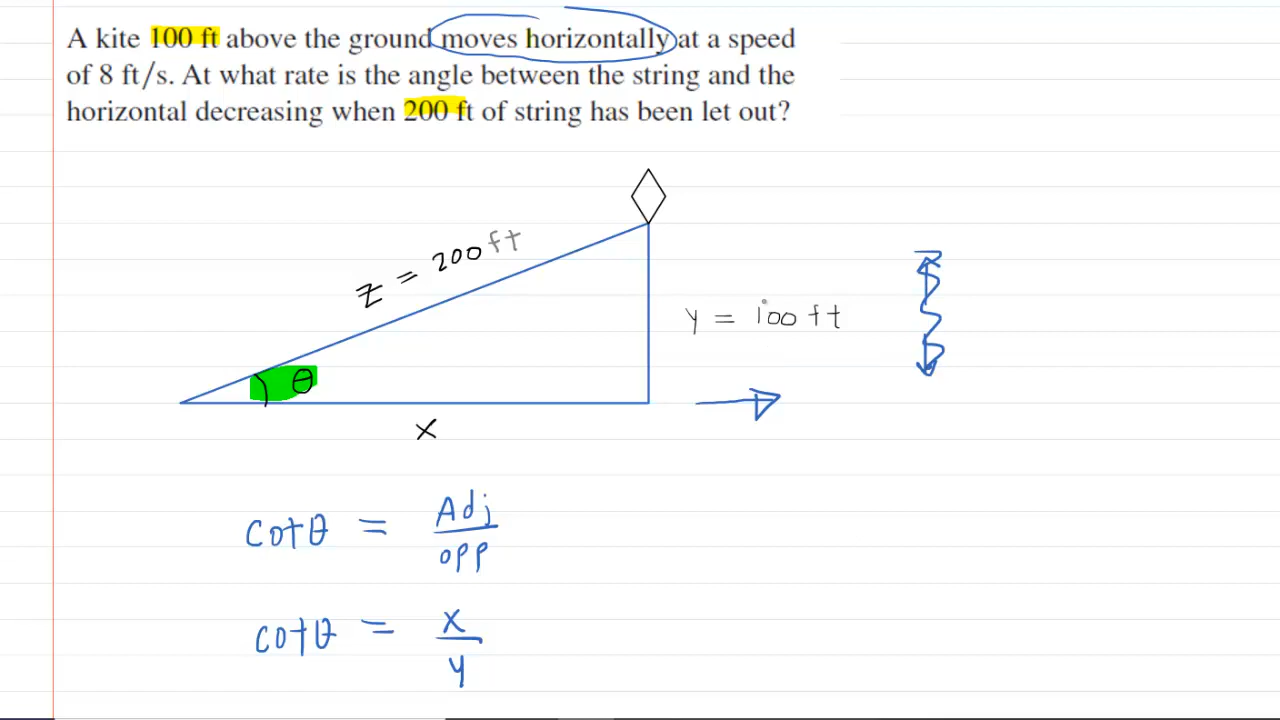 A kite 100 ft above the ground moves horizontally at a speed
of 8 ft/s. At what rate is the angle between the string and the
horizontal decreasing when 200 ft of string has been let out?
z = 200 ft
y = 100 ft
θ
x
cotθ = Adj/opp
cotθ = x/y